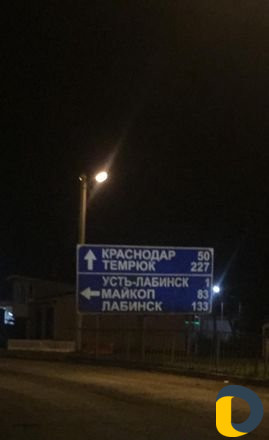 КРАСНОДАР 50
ТЕМРЮК 227
УСТЬ-ЛАБИНСК 1
МАЙКОП 83
ЛАБИНСК 133